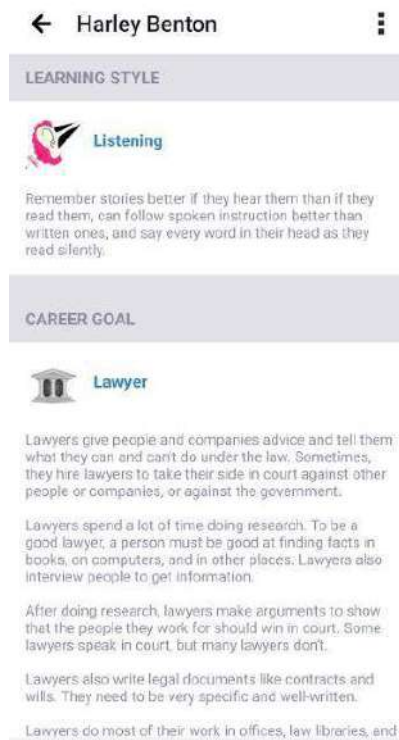 Harley Benton
LEARNING STYLE
Listening
Remember stories better if they hear them than if they
read them, can follow spoken instruction better than
written ones, and say every word in their head as they
read silently.
CAREER GOAL
Lawyer
Lawyers give people and companies advice and tell them
what they can and can't do under the law. Sometimes,
they hire lawyers to take their side in court against other
people or companies, or against the government.
Lawyers spend a lot of time doing research. To be a
good lawyer, a person must be good at finding facts in
books, on computers, and in other places. Lawyers also
interview people to get information.
After doing research, lawyers make arguments to show
that the people they work for should win in court. Some
lawyers speak in court, but many lawyers don't.
Lawyers also write legal documents like contracts and
wills. They need to be very specific and well-written.
Lawyers do most of their work in offices, law libraries, and